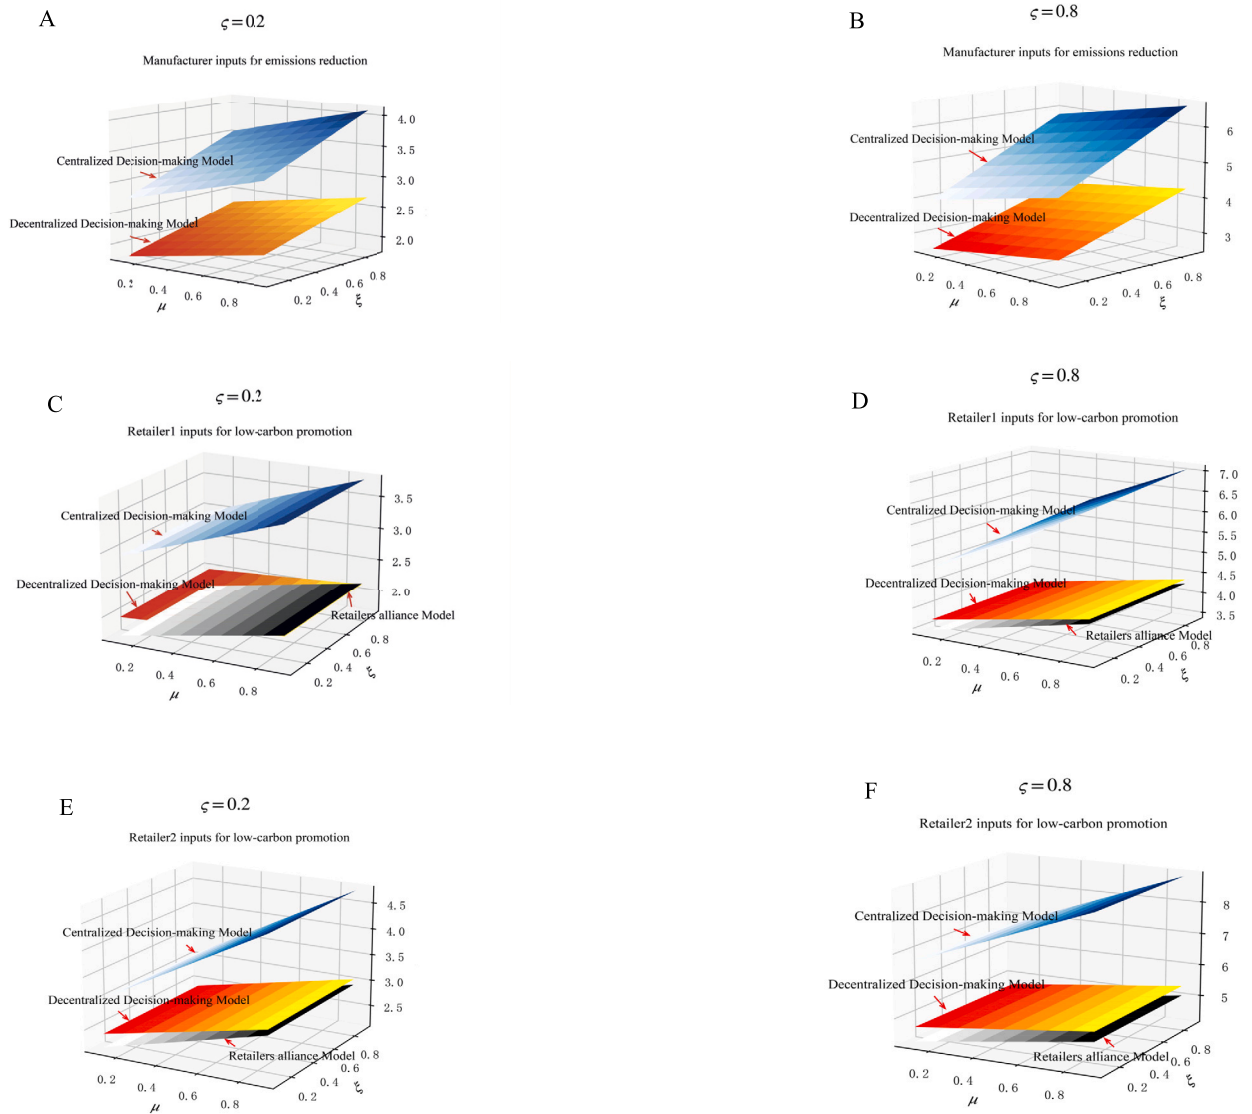 A
ς = 0.2
Manufacturer inputs for emissions reduction
Centralized Decision-making Model
Decentralized Decision-making Model
4.0
3.5
3.0
2.5
2.0
0.2
0.4
0.6
0.8
μ
0.2
0.4
0.6
0.8
ξ
B
ς = 0.8
Manufacturer inputs for emissions reduction
Centralized Decision-making Model
Decentralized Decision-making Model
6
5
4
3
0.2
0.4
0.6
0.8
μ
0.2
0.4
0.6
0.8
ξ
C
ς = 0.2
Retailer1 inputs for low-carbon promotion
Centralized Decision-making Model
Decentralized Decision-making Model
Retailers alliance Model
3.5
3.0
2.5
2.0
0.2
0.4
0.6
0.8
μ
0.2
0.4
0.6
0.8
ξ
D
ς = 0.8
Retailer1 inputs for low-carbon promotion
Centralized Decision-making Model
Decentralized Decision-making Model
Retailers alliance Model
7.0
6.5
6.0
5.5
5.0
4.5
4.0
3.5
0.2
0.4
0.6
0.8
μ
0.2
0.4
0.6
0.8
ξ
E
ς = 0.2
Retailer2 inputs for low-carbon promotion
Centralized Decision-making Model
Decentralized Decision-making Model
Retailers alliance Model
4.5
4.0
3.5
3.0
2.5
0.2
0.4
0.6
0.8
μ
0.2
0.4
0.6
0.8
ξ
F
ς = 0.8
Retailer2 inputs for low-carbon promotion
Centralized Decision-making Model
Decentralized Decision-making Model
Retailers alliance Model
8
7
6
5
0.2
0.4
0.6
0.8
μ
0.2
0.4
0.6
0.8
ξ